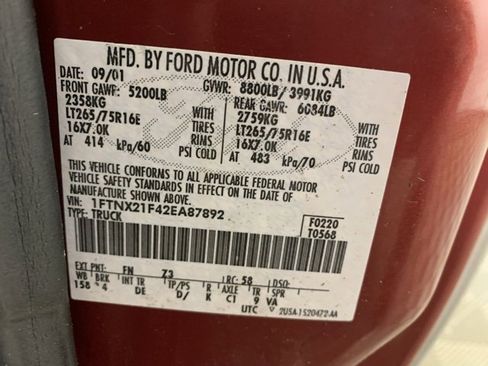 MFD. BY FORD MOTOR CO. IN U.S.A.
DATE: 09/01 GVWR: 8800LB/ 3991KG
FRONT GAWR: 5200LB REAR GAWR: 6084LB
2358KG WITH 2759KG WITH
LT265/75R16E TIRES LT265/75R16E TIRES
16X7.0K RIMS 16X7.0K RIMS
AT 414 kPa/60 PSI COLD AT 483 kPa/70 PSI COLD
THIS VEHICLE CONFORMS TO ALL APPLICABLE FEDERAL MOTOR
VEHICLE SAFETY STANDARDS IN EFFECT ON THE DATE OF
MANUFACTURE SHOWN ABOVE.
VIN: 1FTNX21F42EA87892 F0220
TYPE: TRUCK T0568
EXT PNT: FN Z3 RC: 58 DSO:
WB BRK INT TR TP/PS R AXLE TR SPR
158 4 DE D/ K C1 9 VA
UTC